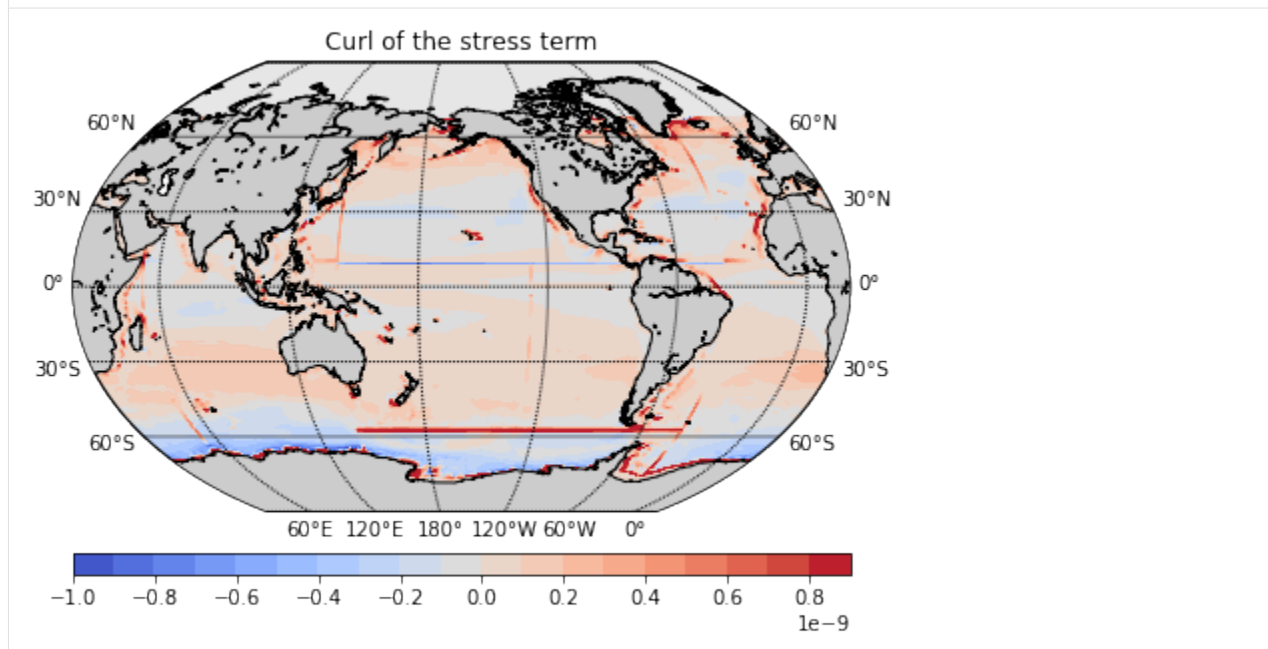 Curl of the stress term
60°N 60°N
30°N 30°N
0° 0°
30°S 30°S
60°S 60°S
60°E 120°E 180° 120°W 60°W 0°
−1.0 −0.8 −0.6 −0.4 −0.2 0.0 0.2 0.4 0.6 0.8
1e−9